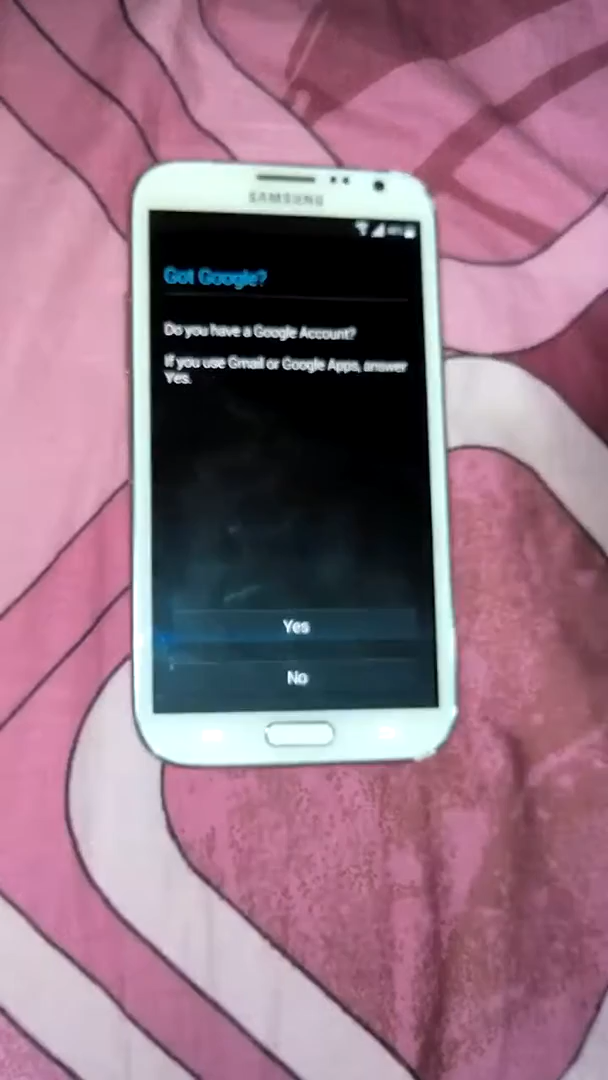 SAMSUNG
Got Google?
Do you have a Google Account?
If you use Gmail or Google Apps, answer
Yes.
Yes
No